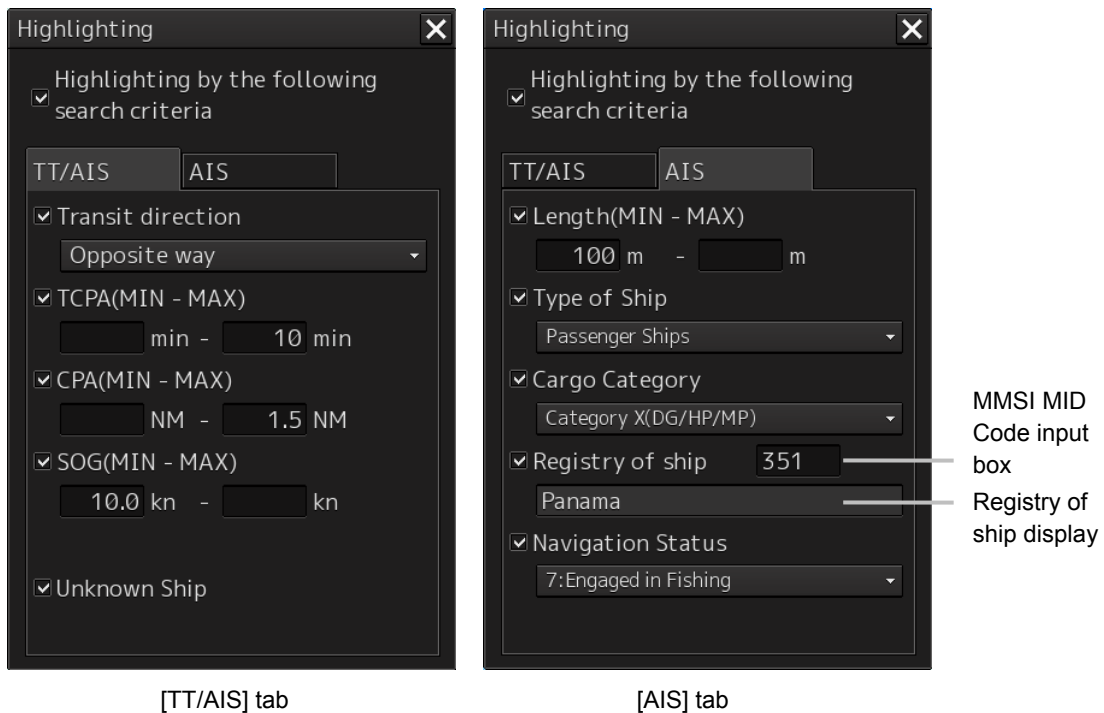 Highlighting
Highlighting by the following
search criteria
TT/AIS AIS
Transit direction
Opposite way
TCPA(MIN - MAX)
min - 10 min
CPA(MIN - MAX)
NM - 1.5 NM
SOG(MIN - MAX)
10.0 kn - kn
Unknown Ship
[TT/AIS] tab
Highlighting
Highlighting by the following
search criteria
TT/AIS AIS
Length(MIN - MAX)
100 m - m
Type of Ship
Passenger Ships
Cargo Category
Category X(DG/HP/MP)
Registry of ship 351
Panama
Navigation Status
7:Engaged in Fishing
[AIS] tab
MMSI MID
Code input
box
Registry of
ship display